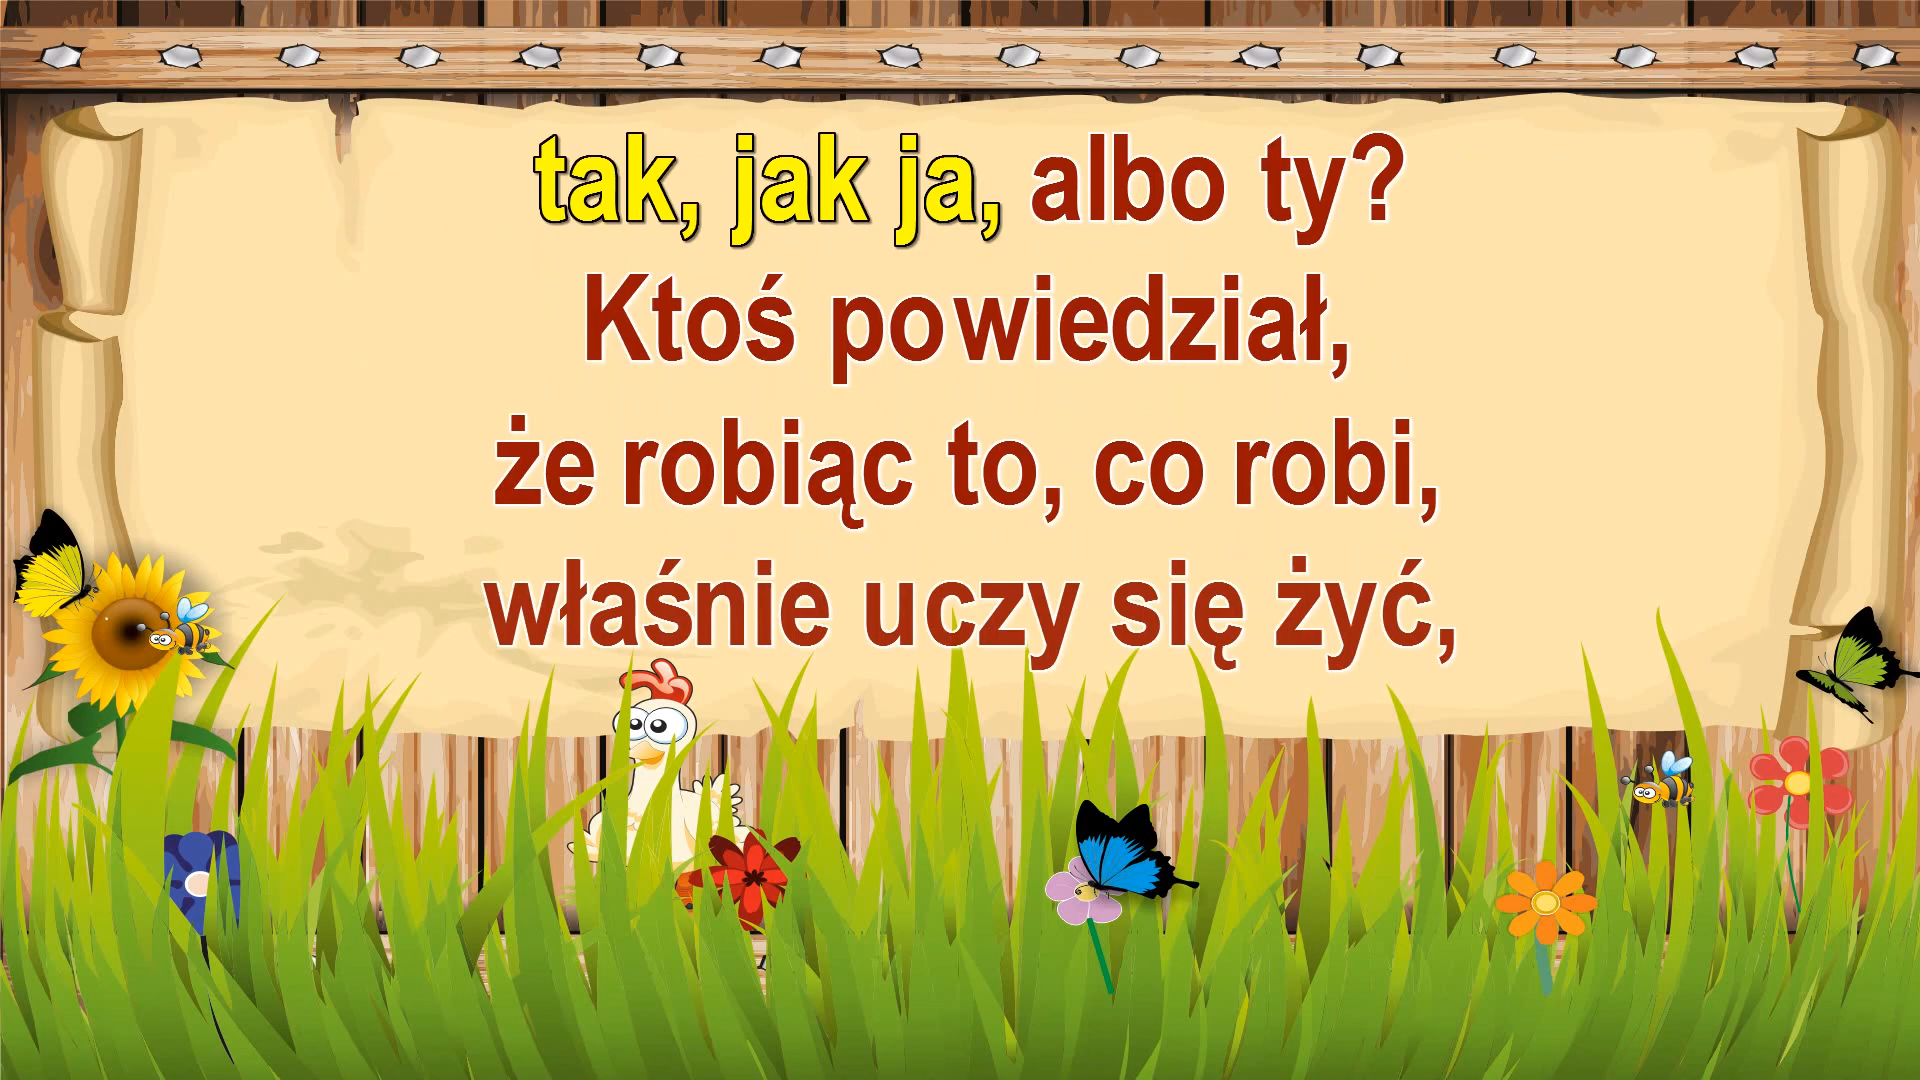 tak, jak ja, albo ty?
Ktoś powiedział,
że robiąc to, co robi,
właśnie uczy się żyć,